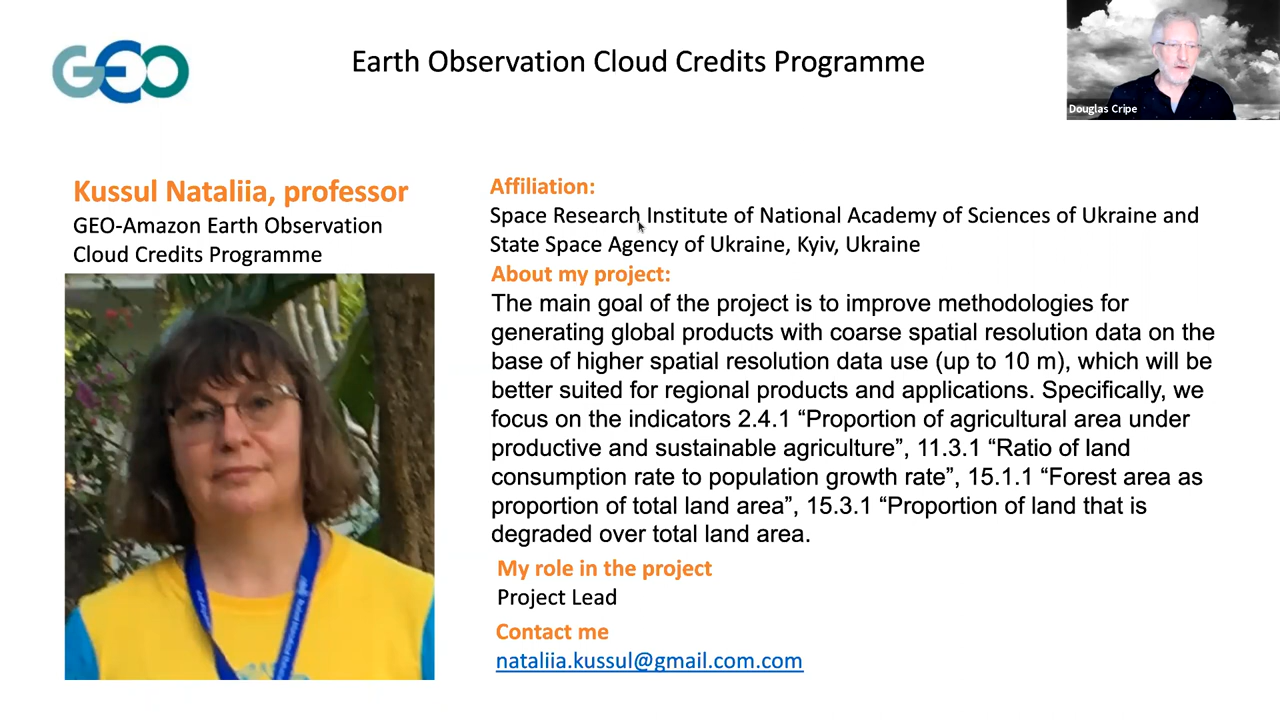 GEO
Earth Observation Cloud Credits Programme
Douglas Cripe
Kussul Nataliia, professor
GEO-Amazon Earth Observation
Cloud Credits Programme
Affiliation:
Space Research Institute of National Academy of Sciences of Ukraine and
State Space Agency of Ukraine, Kyiv, Ukraine
About my project:
The main goal of the project is to improve methodologies for
generating global products with coarse spatial resolution data on the
base of higher spatial resolution data use (up to 10 m), which will be
better suited for regional products and applications. Specifically, we
focus on the indicators 2.4.1 “Proportion of agricultural area under
productive and sustainable agriculture”, 11.3.1 “Ratio of land
consumption rate to population growth rate”, 15.1.1 “Forest area as
proportion of total land area”, 15.3.1 “Proportion of land that is
degraded over total land area.
My role in the project
Project Lead
Contact me
nataliia.kussul@gmail.com.com